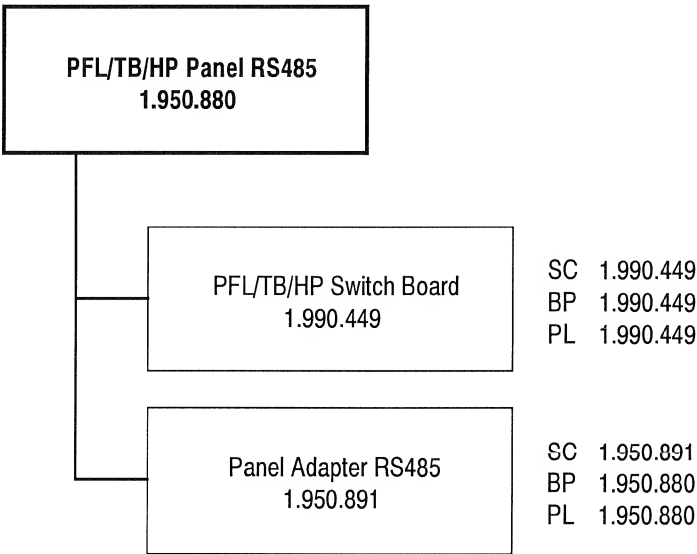 PFL/TB/HP Panel RS485
1.950.880
PFL/TB/HP Switch Board
1.990.449
SC 1.990.449
BP 1.990.449
PL 1.990.449
Panel Adapter RS485
1.950.891
SC 1.950.891
BP 1.950.880
PL 1.950.880